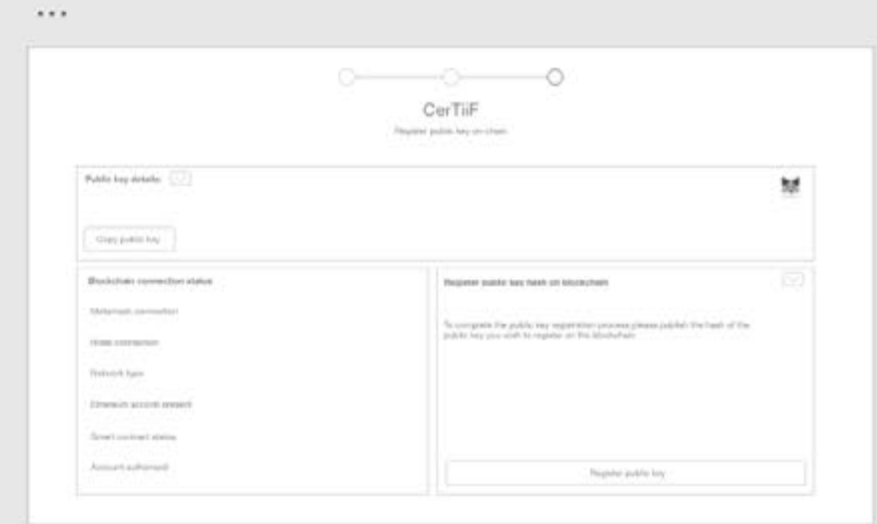 CerTiiF
Register public key on chain
Public key details
Copy public key
Blockchain connection status
Metamask connection
Node connection
Network type
Ethereum account present
Smart contract status
Account authorised
Register public key hash on blockchain
To complete the public key registration process please publish the hash of the
public key you wish to register on the blockchain
Register public key